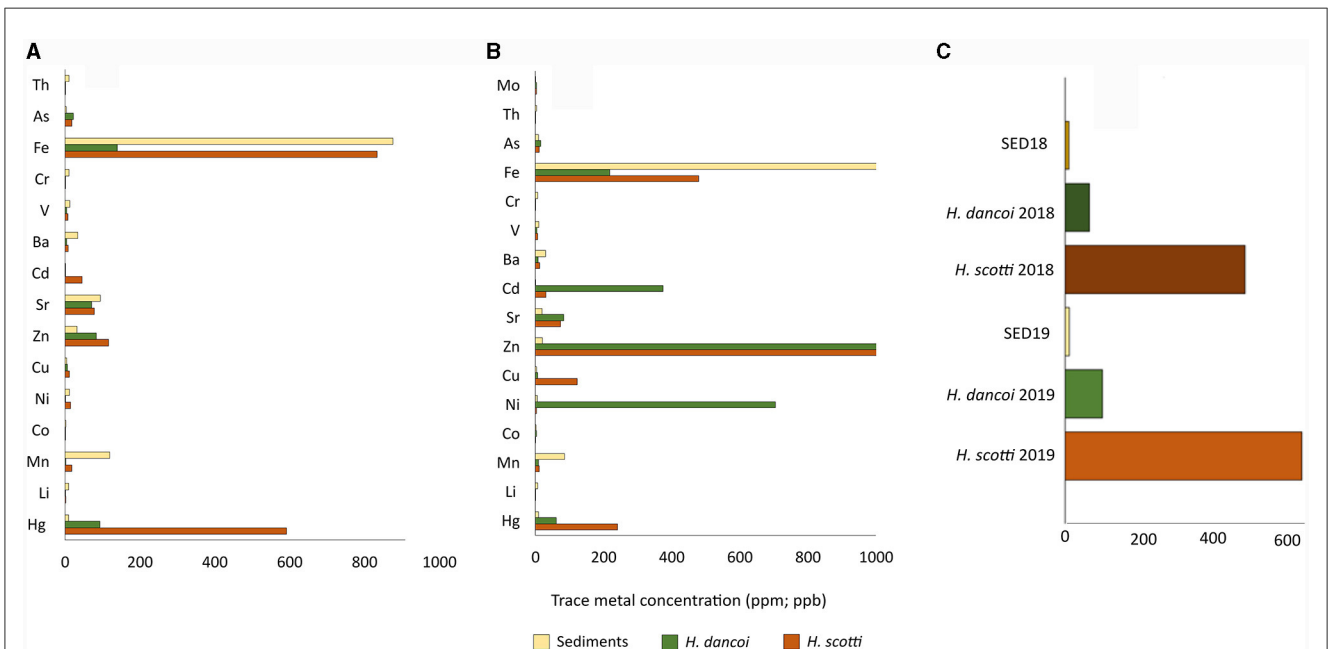 A
B
C
Th
As
Fe
Cr
V
Ba
Cd
Sr
Zn
Cu
Ni
Co
Mn
Li
Hg
0 200 400 600 800 1000
Mo
Th
As
Fe
Cr
V
Ba
Cd
Sr
Zn
Cu
Ni
Co
Mn
Li
Hg
0 200 400 600 800 1000
SED18
H. dancoi 2018
H. scotti 2018
SED19
H. dancoi 2019
H. scotti 2019
0 200 400 600
Trace metal concentration (ppm; ppb)
Sediments H. dancoi H. scotti